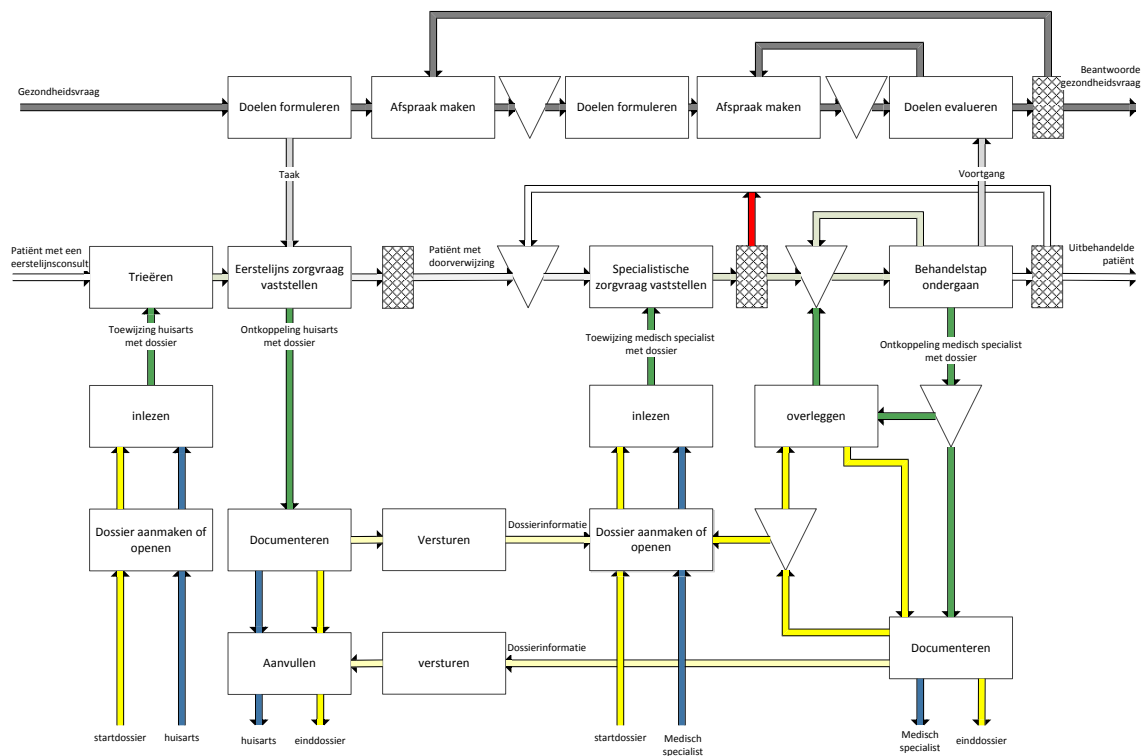 Gezondheidsvraag
Doelen formuleren
Afspraak maken
Doelen formuleren
Afspraak maken
Doelen evalueren
Beantwoorde
gezondheidsvraag
Taak
Voortgang
Patiënt met een
eerstelijnsconsult
Trieëren
Eerstelijns zorgvraag
vaststellen
Patiënt met
doorverwijzing
Specialistische
zorgvraag vaststellen
Behandelstap
ondergaan
Uitbehandelde
patiënt
Toewijzing huisarts
met dossier
Ontkoppeling huisarts
met dossier
Toewijzing medisch specialist
met dossier
Ontkoppeling medisch specialist
met dossier
inlezen
inlezen
overleggen
Dossier aanmaken of
openen
Documenteren
Versturen
Dossierinformatie
Dossier aanmaken of
openen
Aanvullen
versturen
Dossierinformatie
Documenteren
startdossier
huisarts
huisarts
einddossier
startdossier
Medisch
specialist
Medisch
specialist
einddossier